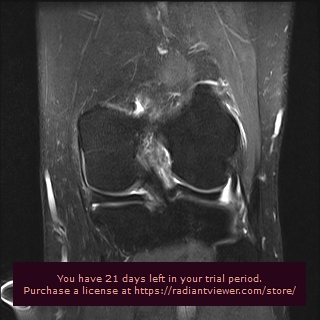 You have 21 days left in your trial period.
Purchase a license at https://radiantviewer.com/store/